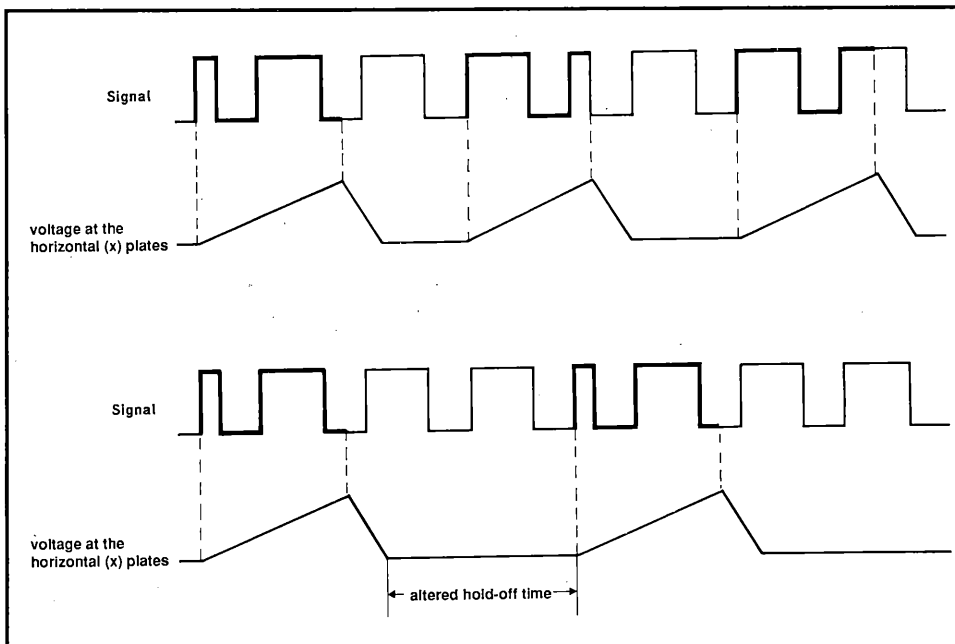 Signal
voltage at the
horizontal (x) plates
Signal
voltage at the
horizontal (x) plates
altered hold-off time